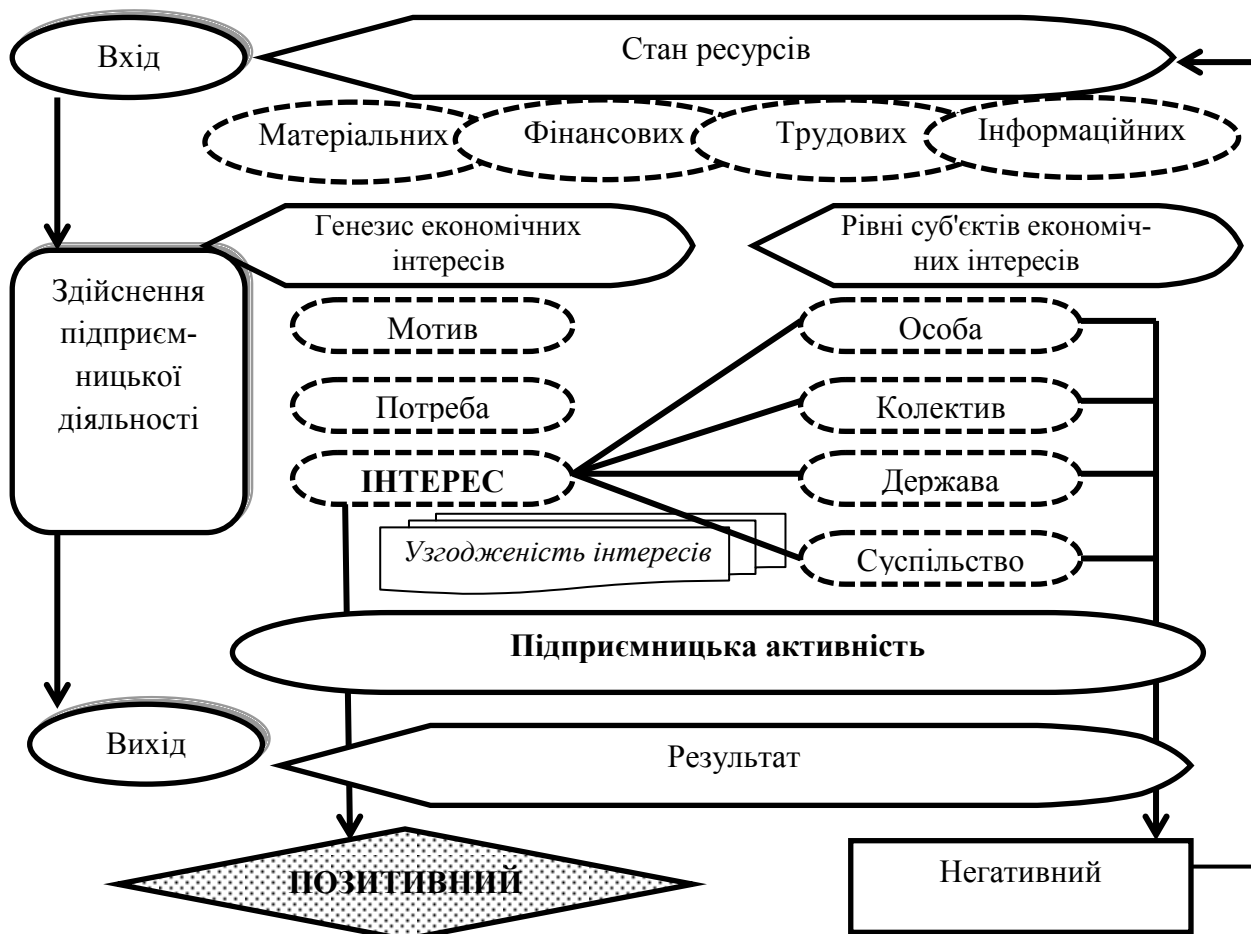 Вхід
Стан ресурсів
Матеріальних
Фінансових
Трудових
Інформаційних
Генезис економічних
інтересів
Рівні суб'єктів економіч-
них інтересів
Здійснення
підприєм-
ницької
діяльності
Мотив
Особа
Потреба
Колектив
ІНТЕРЕС
Держава
Узгодженість інтересів
Суспільство
Підприємницька активність
Вихід
Результат
ПОЗИТИВНИЙ
Негативний